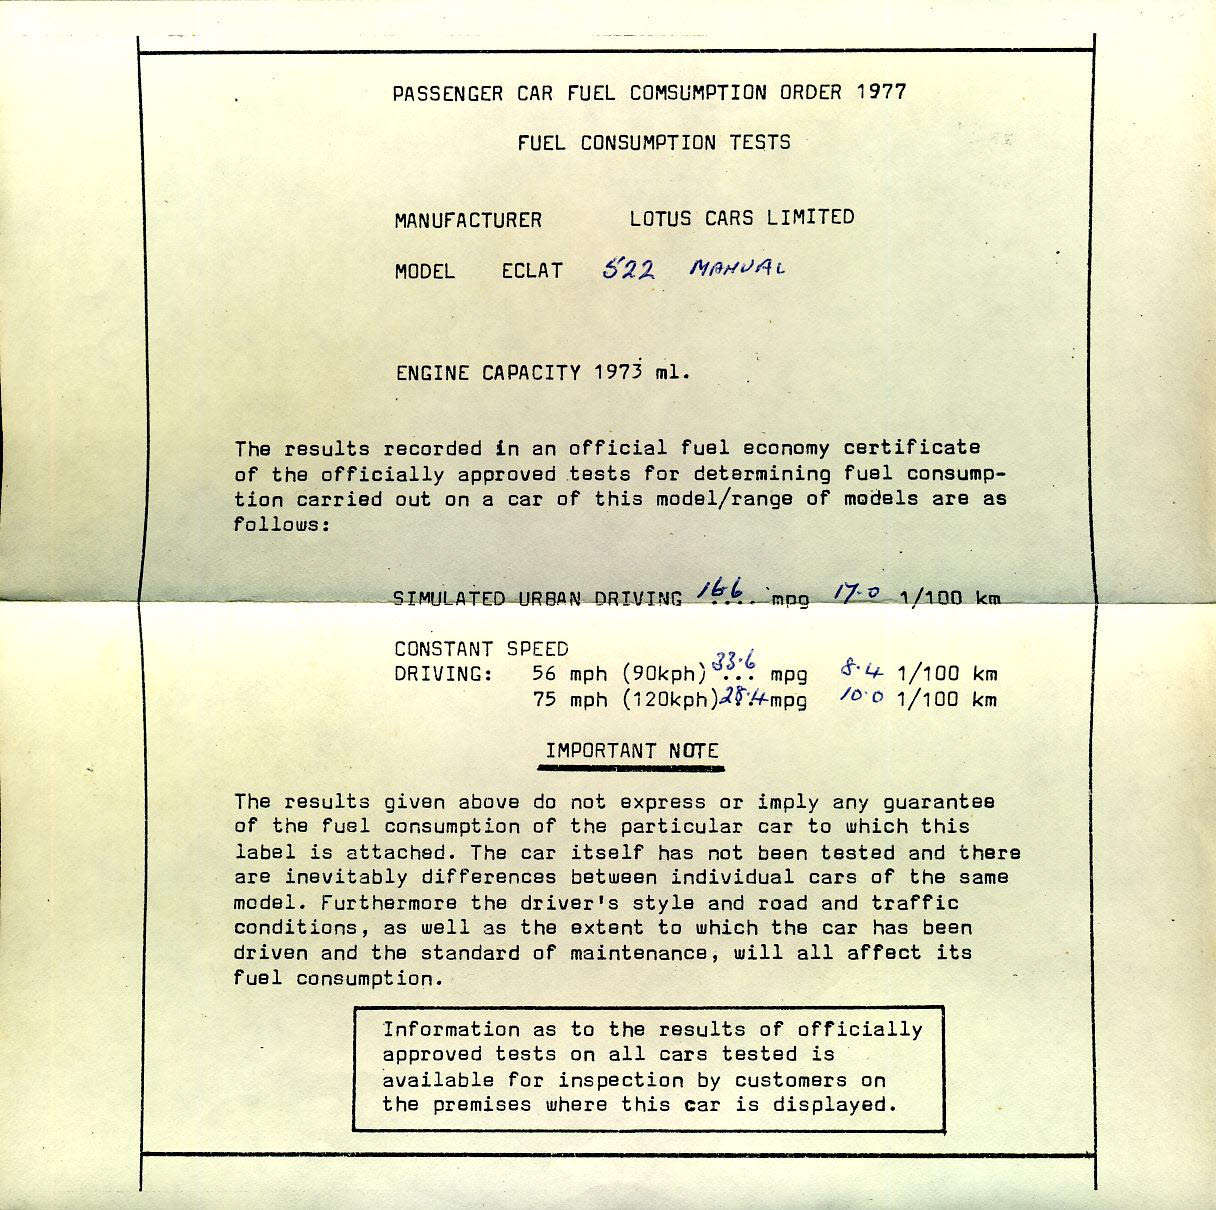 PASSENGER CAR FUEL COMSUMPTION ORDER 1977
FUEL CONSUMPTION TESTS
MANUFACTURER LOTUS CARS LIMITED
MODEL ECLAT 522 MANUAL
ENGINE CAPACITY 1973 ml.
The results recorded in an official fuel economy certificate
of the officially approved tests for determining fuel consump-
tion carried out on a car of this model/range of models are as
follows:
SIMULATED URBAN DRIVING 16.6 mpg 17.0 1/100 km
CONSTANT SPEED
DRIVING: 56 mph (90kph) 33.6 mpg 8.4 1/100 km
75 mph (120kph) 28.4 mpg 10.0 1/100 km
IMPORTANT NOTE
The results given above do not express or imply any guarantee
of the fuel consumption of the particular car to which this
label is attached. The car itself has not been tested and there
are inevitably differences between individual cars of the same
model. Furthermore the driver's style and road and traffic
conditions, as well as the extent to which the car has been
driven and the standard of maintenance, will all affect its
fuel consumption.
Information as to the results of officially
approved tests on all cars tested is
available for inspection by customers on
the premises where this car is displayed.